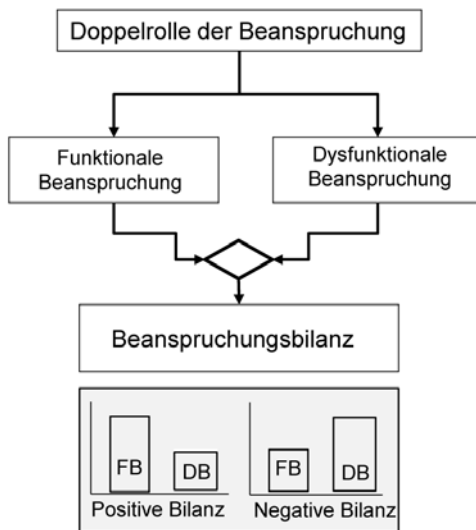 Doppelrolle der Beanspruchung
Funktionale
Beanspruchung
Dysfunktionale
Beanspruchung
Beanspruchungsbilanz
FB
DB
Positive Bilanz
FB
DB
Negative Bilanz